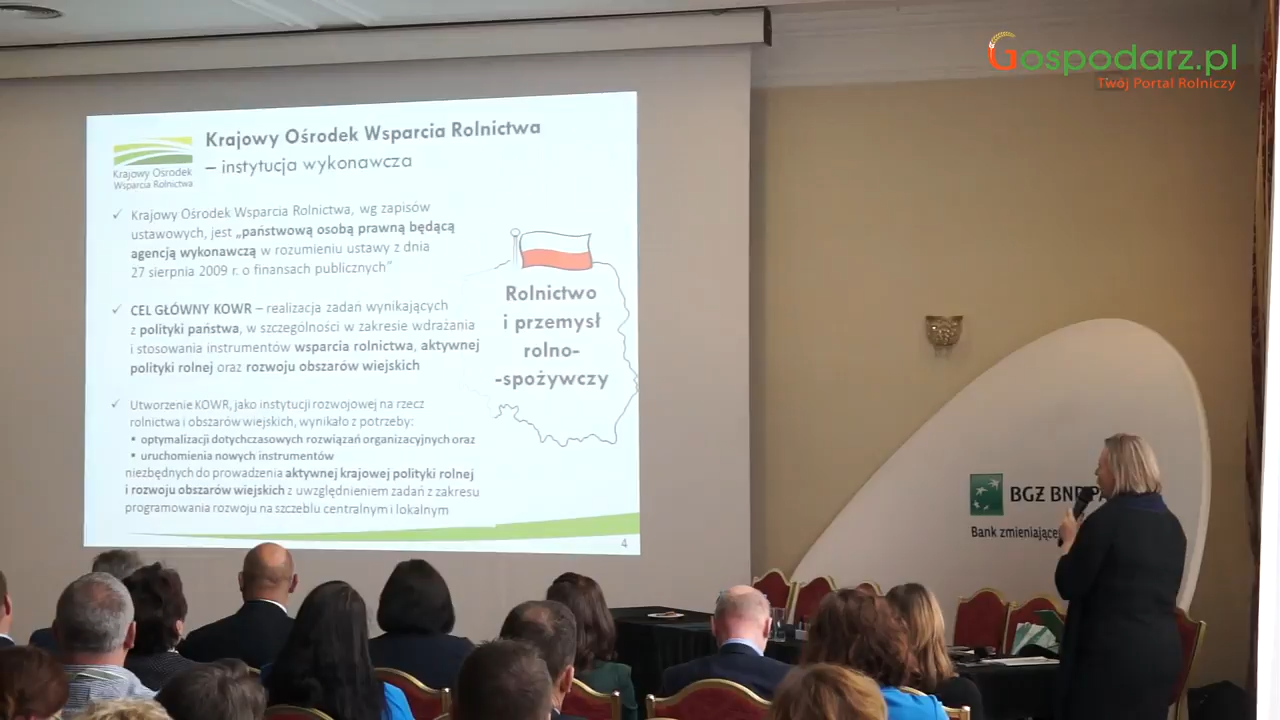 Gospodarz.pl
Twój Portal Rolniczy
Krajowy Ośrodek Wsparcia Rolnictwa
– instytucja wykonawcza
Krajowy Ośrodek
Wsparcia Rolnictwa
✓ Krajowy Ośrodek Wsparcia Rolnictwa, wg zapisów
ustawowych, jest „państwową osobą prawną będącą
agencją wykonawczą w rozumieniu ustawy z dnia
27 sierpnia 2009 r. o finansach publicznych"
✓ CEL GŁÓWNY KOWR – realizacja zadań wynikających
z polityki państwa, w szczególności w zakresie wdrażania
i stosowania instrumentów wsparcia rolnictwa, aktywnej
polityki rolnej oraz rozwoju obszarów wiejskich
✓ Utworzenie KOWR, jako instytucji rozwojowej na rzecz
rolnictwa i obszarów wiejskich, wynikało z potrzeby:
▪ optymalizacji dotychczasowych rozwiązań organizacyjnych oraz
▪ uruchomienia nowych instrumentów
niezbędnych do prowadzenia aktywnej krajowej polityki rolnej
i rozwoju obszarów wiejskich z uwzględnieniem zadań z zakresu
programowania rozwoju na szczeblu centralnym i lokalnym
Rolnictwo
i przemysł
rolno-
-spożywczy
4
BGŻ BNP PA
Bank zmieniające